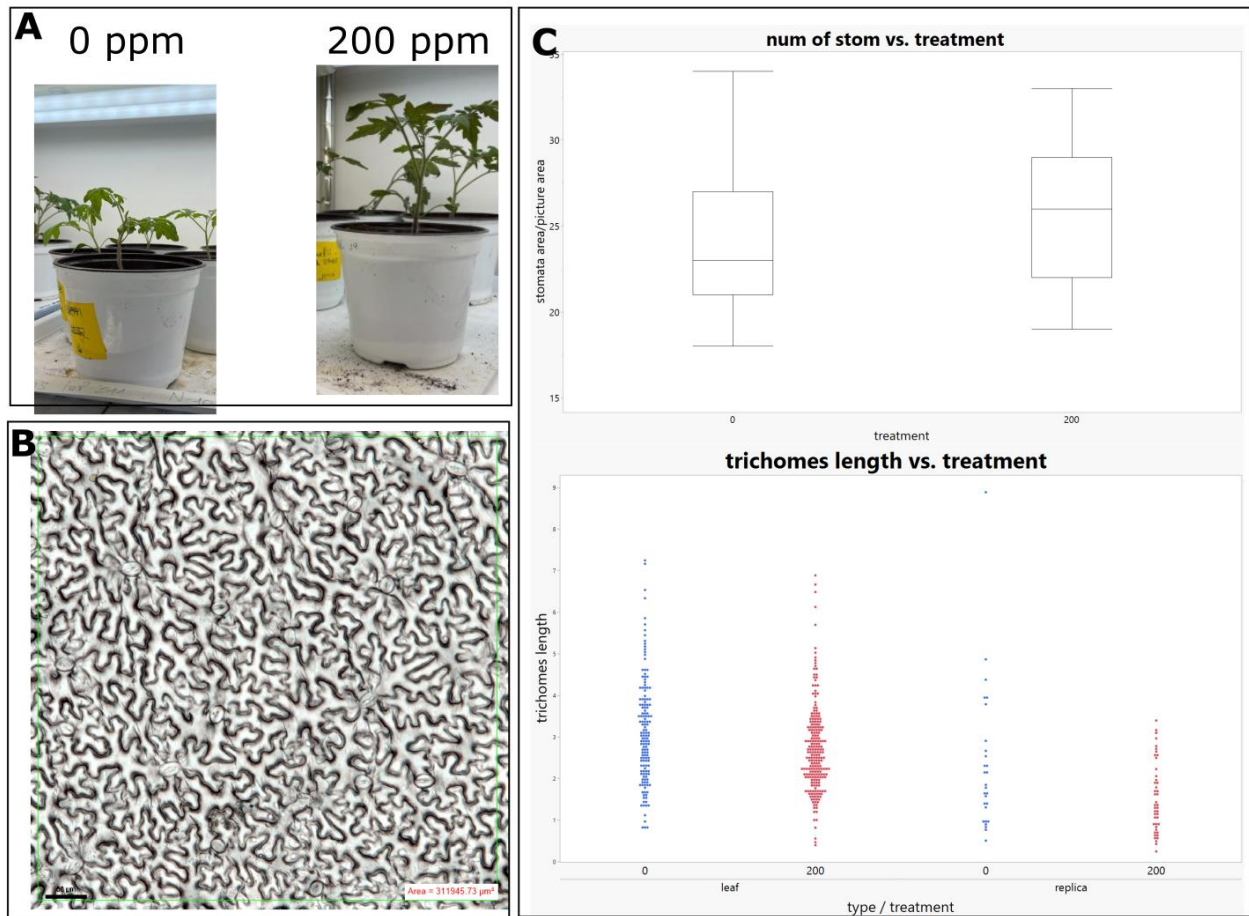 A
0 ppm
200 ppm
B
Area = 311945.73 µm²
C
num of stom vs. treatment
stomata area/picture area
35
30
25
20
15
0
200
treatment
trichomes length vs. treatment
trichomes length
9
8
7
6
5
4
3
2
1
0
0
200
0
200
leaf
replica
type / treatment